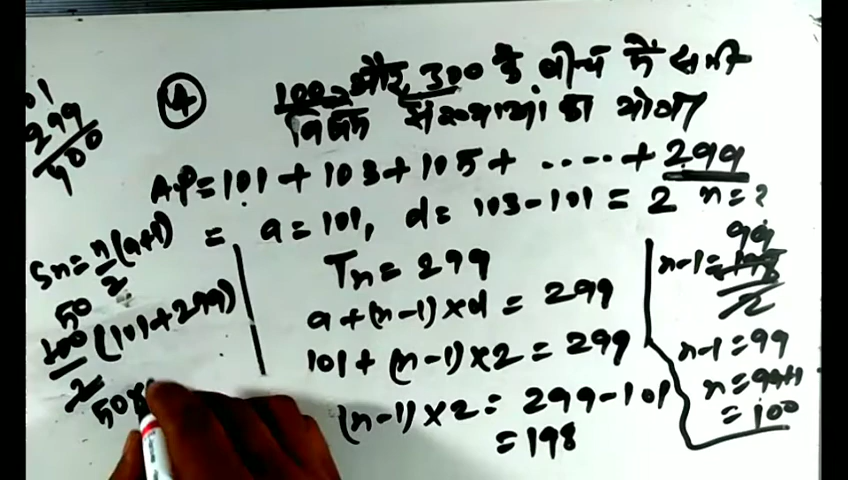 4
100 और 300 के बीच में सभी
विषम संख्याओं का योग।
AP = 101 + 103 + 105 + ..... + 299
= a = 101, d = 103 - 101 = 2 n = ?
Tn = 299
a + (n-1) × d = 299
101 + (n-1) × 2 = 299
(n-1) × 2 = 299 - 101
= 198
99
n-1 = 198
2
n-1 = 99
n = 99+1
= 100
01
299
400
Sn = n/2 (a+l)
50
100/2 (101 + 299)
50×